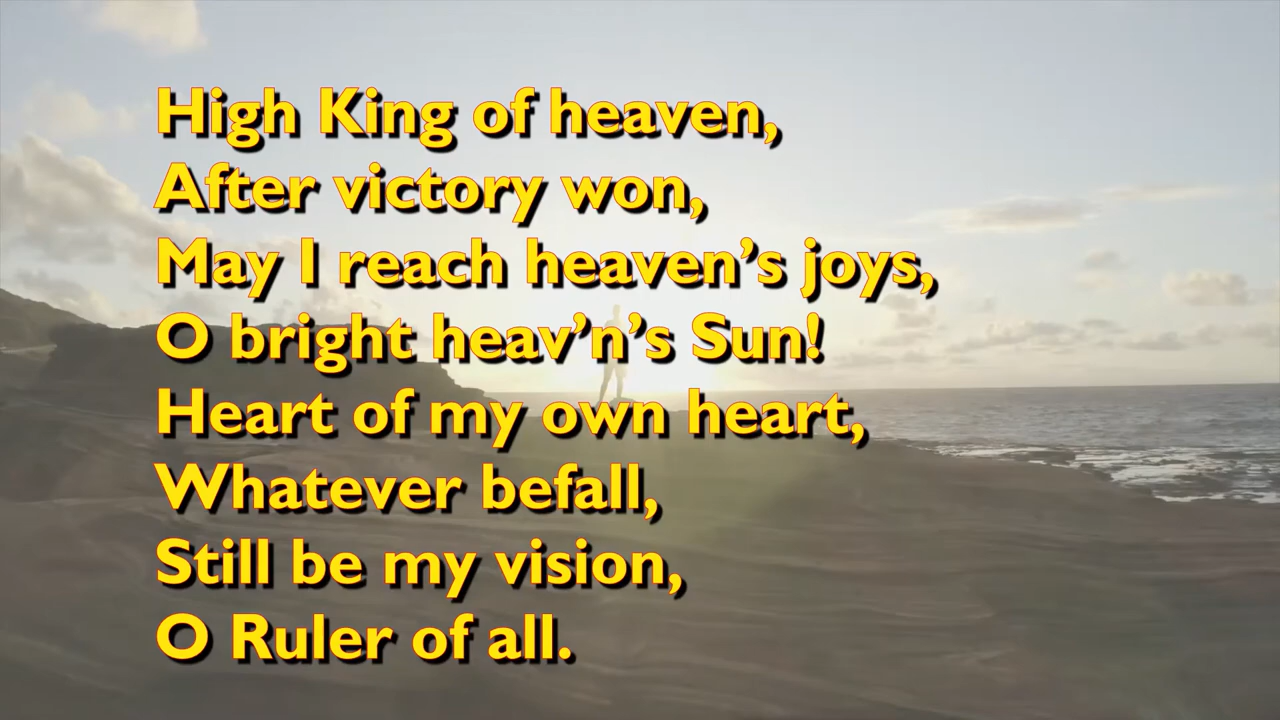 High King of heaven,
After victory won,
May I reach heaven’s joys,
O bright heav’n’s Sun!
Heart of my own heart,
Whatever befall,
Still be my vision,
O Ruler of all.